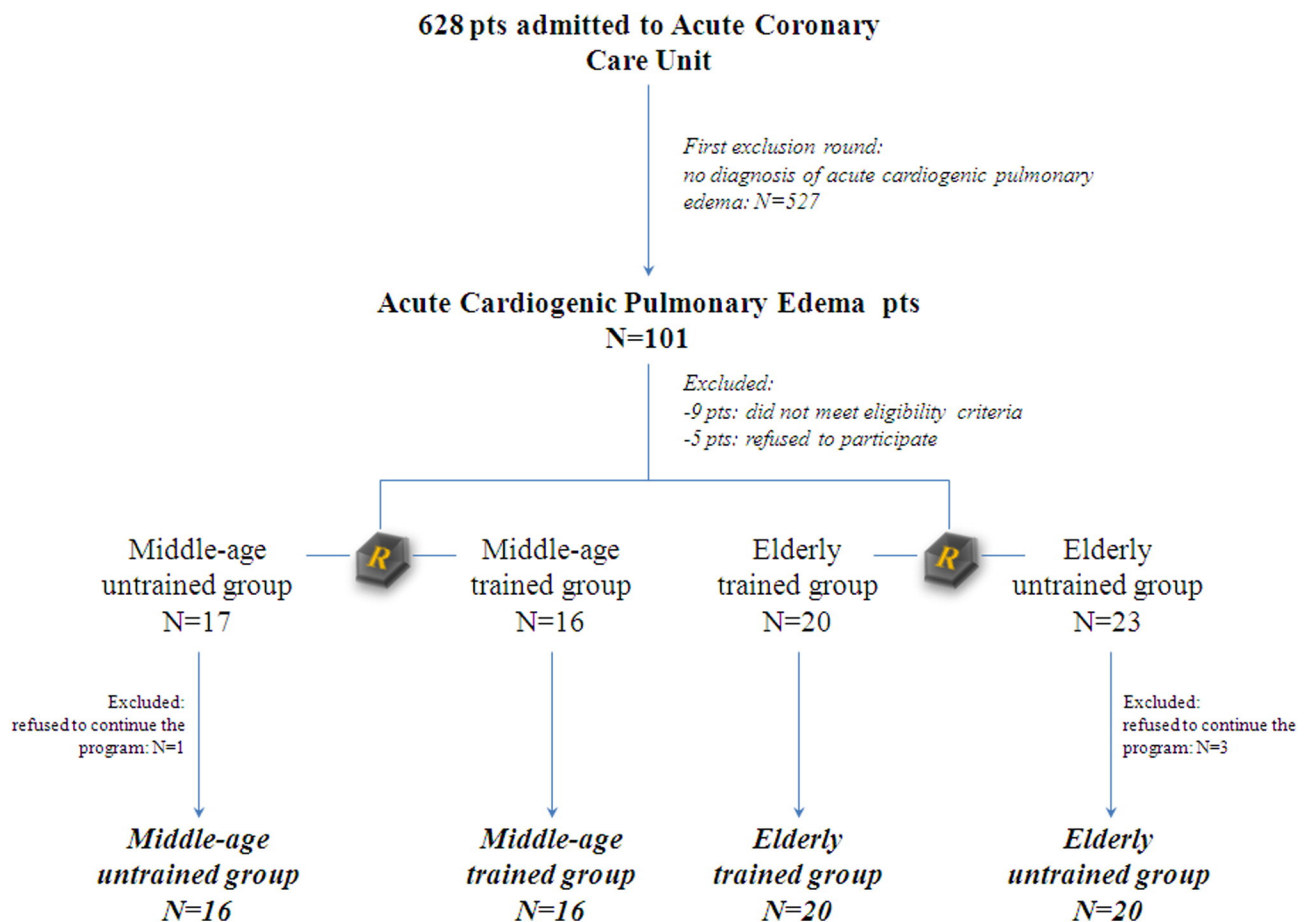 628 pts admitted to Acute Coronary
Care Unit
First exclusion round:
no diagnosis of acute cardiogenic pulmonary
edema: N=527
Acute Cardiogenic Pulmonary Edema pts
N=101
Excluded:
-9 pts: did not meet eligibility criteria
-5 pts: refused to participate
Middle-age
untrained group
N=17
R
Middle-age
trained group
N=16
Elderly
trained group
N=20
R
Elderly
untrained group
N=23
Excluded:
refused to continue the
program: N=1
Excluded:
refused to continue the
program: N=3
Middle-age
untrained group
N=16
Middle-age
trained group
N=16
Elderly
trained group
N=20
Elderly
untrained group
N=20